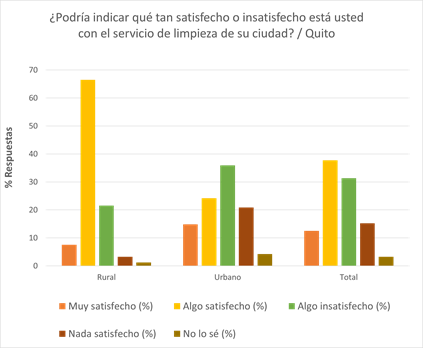 ¿Podría indicar qué tan satisfecho o insatisfecho está usted
con el servicio de limpieza de su ciudad? / Quito
% Respuestas
70
60
50
40
30
20
10
0
Rural
Urbano
Total
Muy satisfecho (%)
Algo satisfecho (%)
Algo insatisfecho (%)
Nada satisfecho (%)
No lo sé (%)